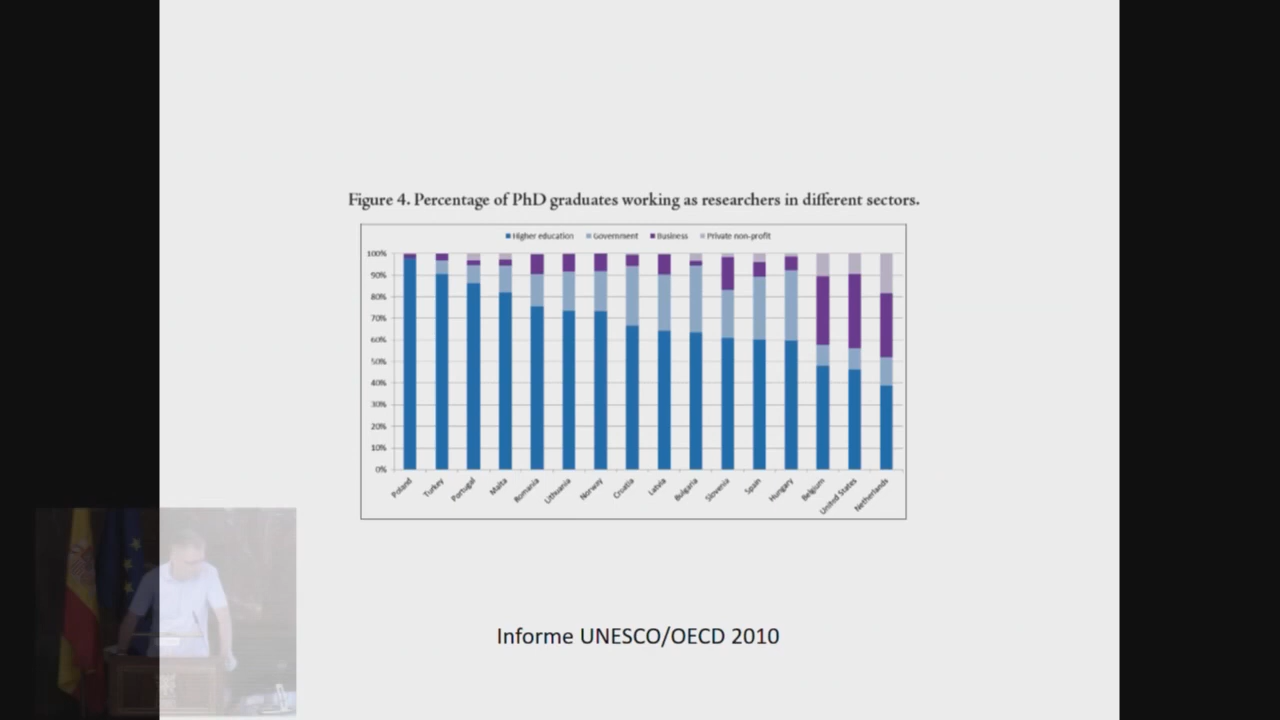 Figure 4. Percentage of PhD graduates working as researchers in different sectors.
Higher education Government Business Private non-profit
100%
90%
80%
70%
60%
50%
40%
30%
20%
10%
0%
Poland Turkey Portugal Malta Romania Lithuania Norway Croatia Latvia Bulgaria Slovenia Spain Hungary Belgium United States Netherlands
Informe UNESCO/OECD 2010